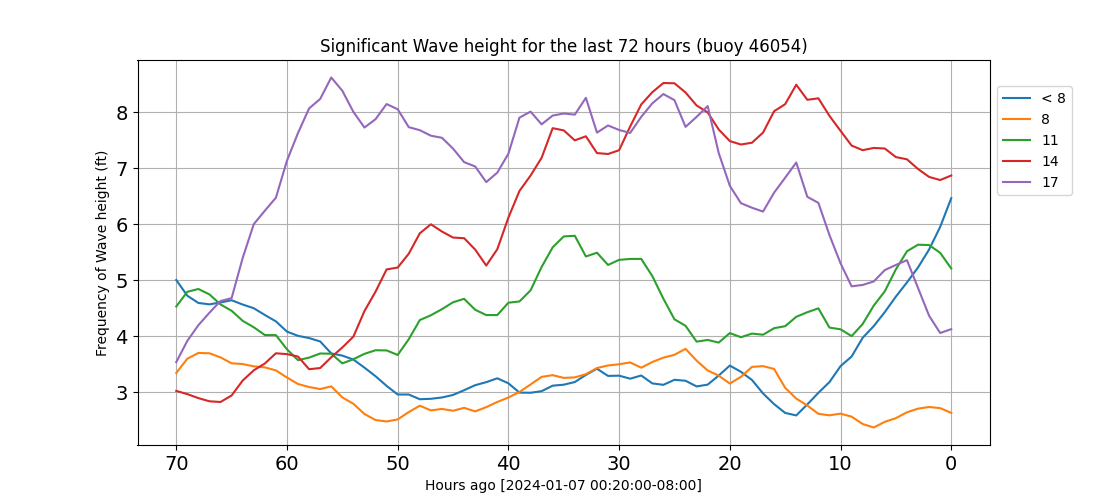 Significant Wave height for the last 72 hours (buoy 46054)
Frequency of Wave height (ft)
8
7
6
5
4
3
70 60 50 40 30 20 10 0
Hours ago [2024-01-07 00:20:00-08:00]
< 8
8
11
14
17